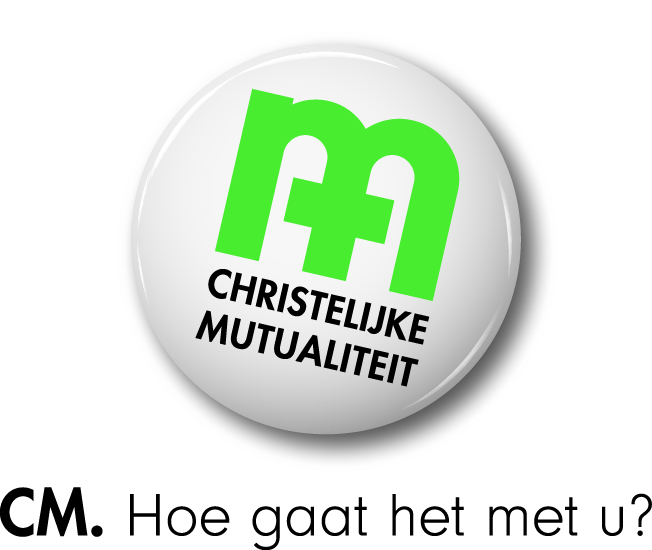 CHRISTELIJKE
MUTUALITEIT
CM. Hoe gaat het met u?